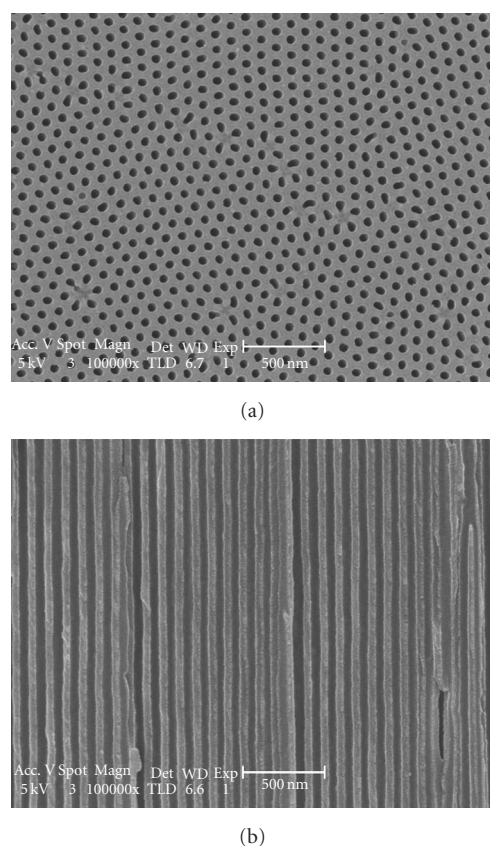 Acc. V Spot Magn Det WD Exp
5 kV 3 100000x TLD 6.7 1 500 nm
(a)
Acc. V Spot Magn Det WD Exp
5 kV 3 100000x TLD 6.6 1 500 nm
(b)